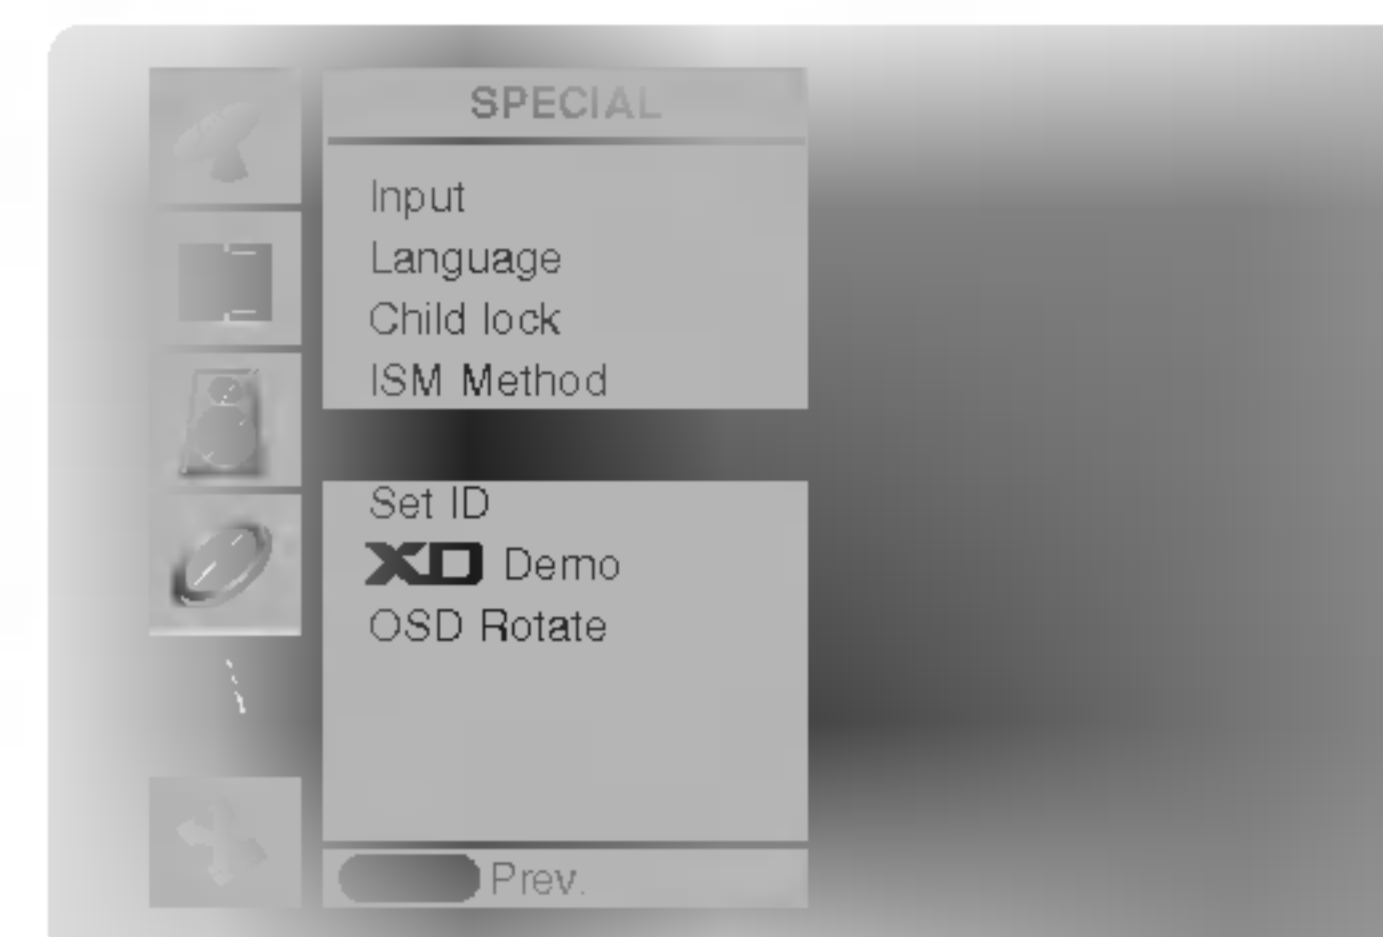 SPECIAL
Input
Language
Child lock
ISM Method
Set ID
XD Demo
OSD Rotate
Prev.